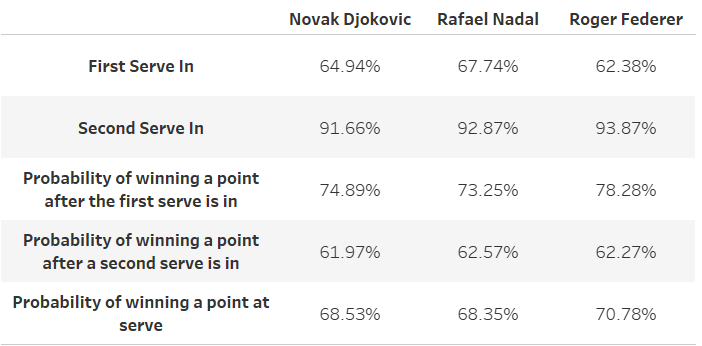 Novak Djokovic Rafael Nadal Roger Federer
First Serve In 64.94% 67.74% 62.38%
Second Serve In 91.66% 92.87% 93.87%
Probability of winning a point
after the first serve is in 74.89% 73.25% 78.28%
Probability of winning a point
after a second serve is in 61.97% 62.57% 62.27%
Probability of winning a point at
serve 68.53% 68.35% 70.78%